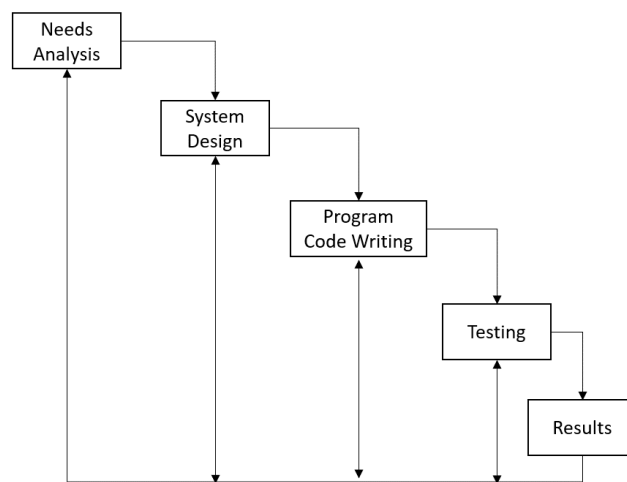 Needs
Analysis
System
Design
Program
Code Writing
Testing
Results